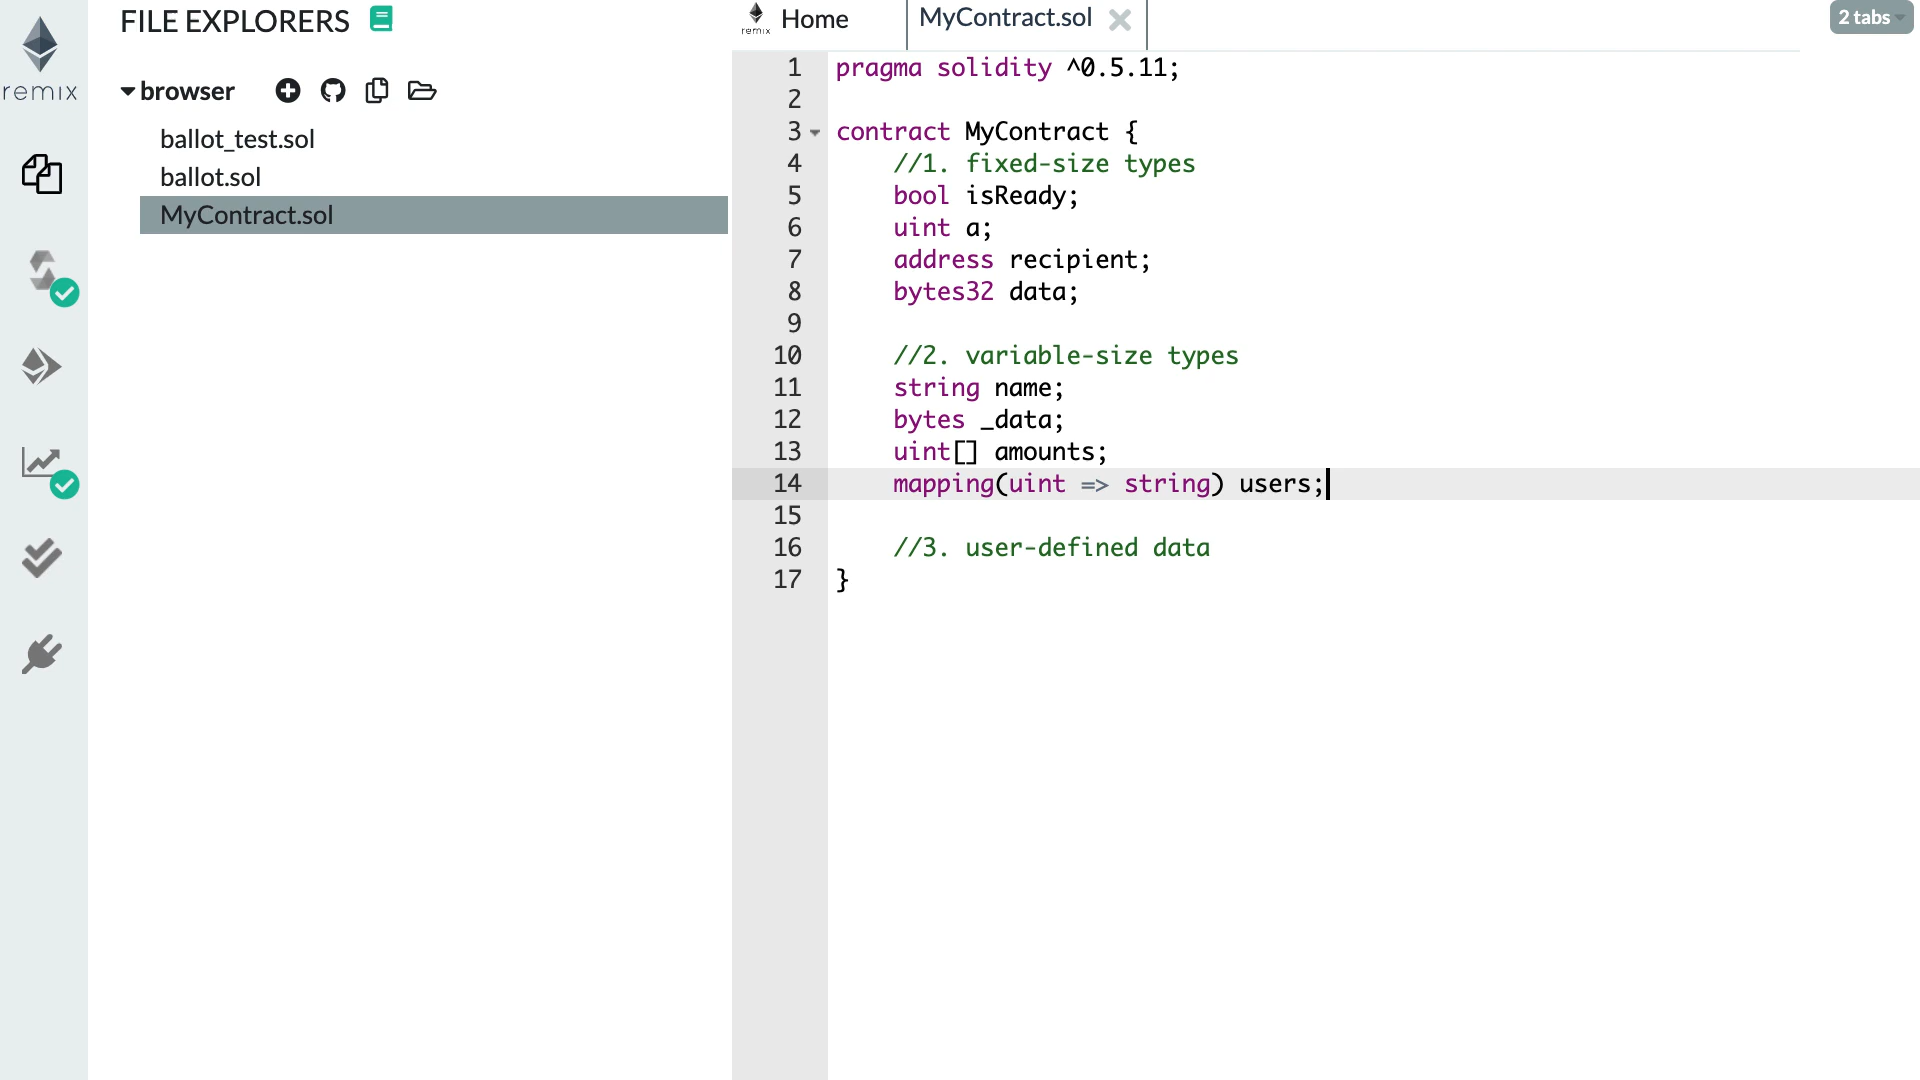 remix
FILE EXPLORERS
browser
ballot_test.sol
ballot.sol
MyContract.sol
remix
Home
MyContract.sol
2 tabs
1 pragma solidity ^0.5.11;
2
3 contract MyContract {
4 //1. fixed-size types
5 bool isReady;
6 uint a;
7 address recipient;
8 bytes32 data;
9
10 //2. variable-size types
11 string name;
12 bytes _data;
13 uint[] amounts;
14 mapping(uint => string) users;
15
16 //3. user-defined data
17 }